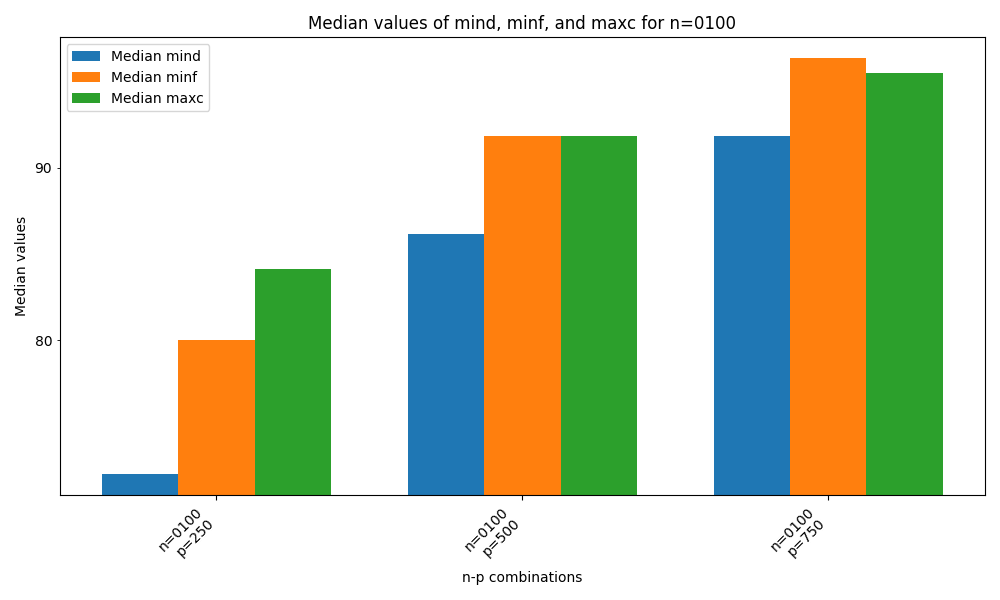 Median values of mind, minf, and maxc for n=0100
Median mind
Median minf
Median maxc
90
80
Median values
n=0100
p=250
n=0100
p=500
n=0100
p=750
n-p combinations